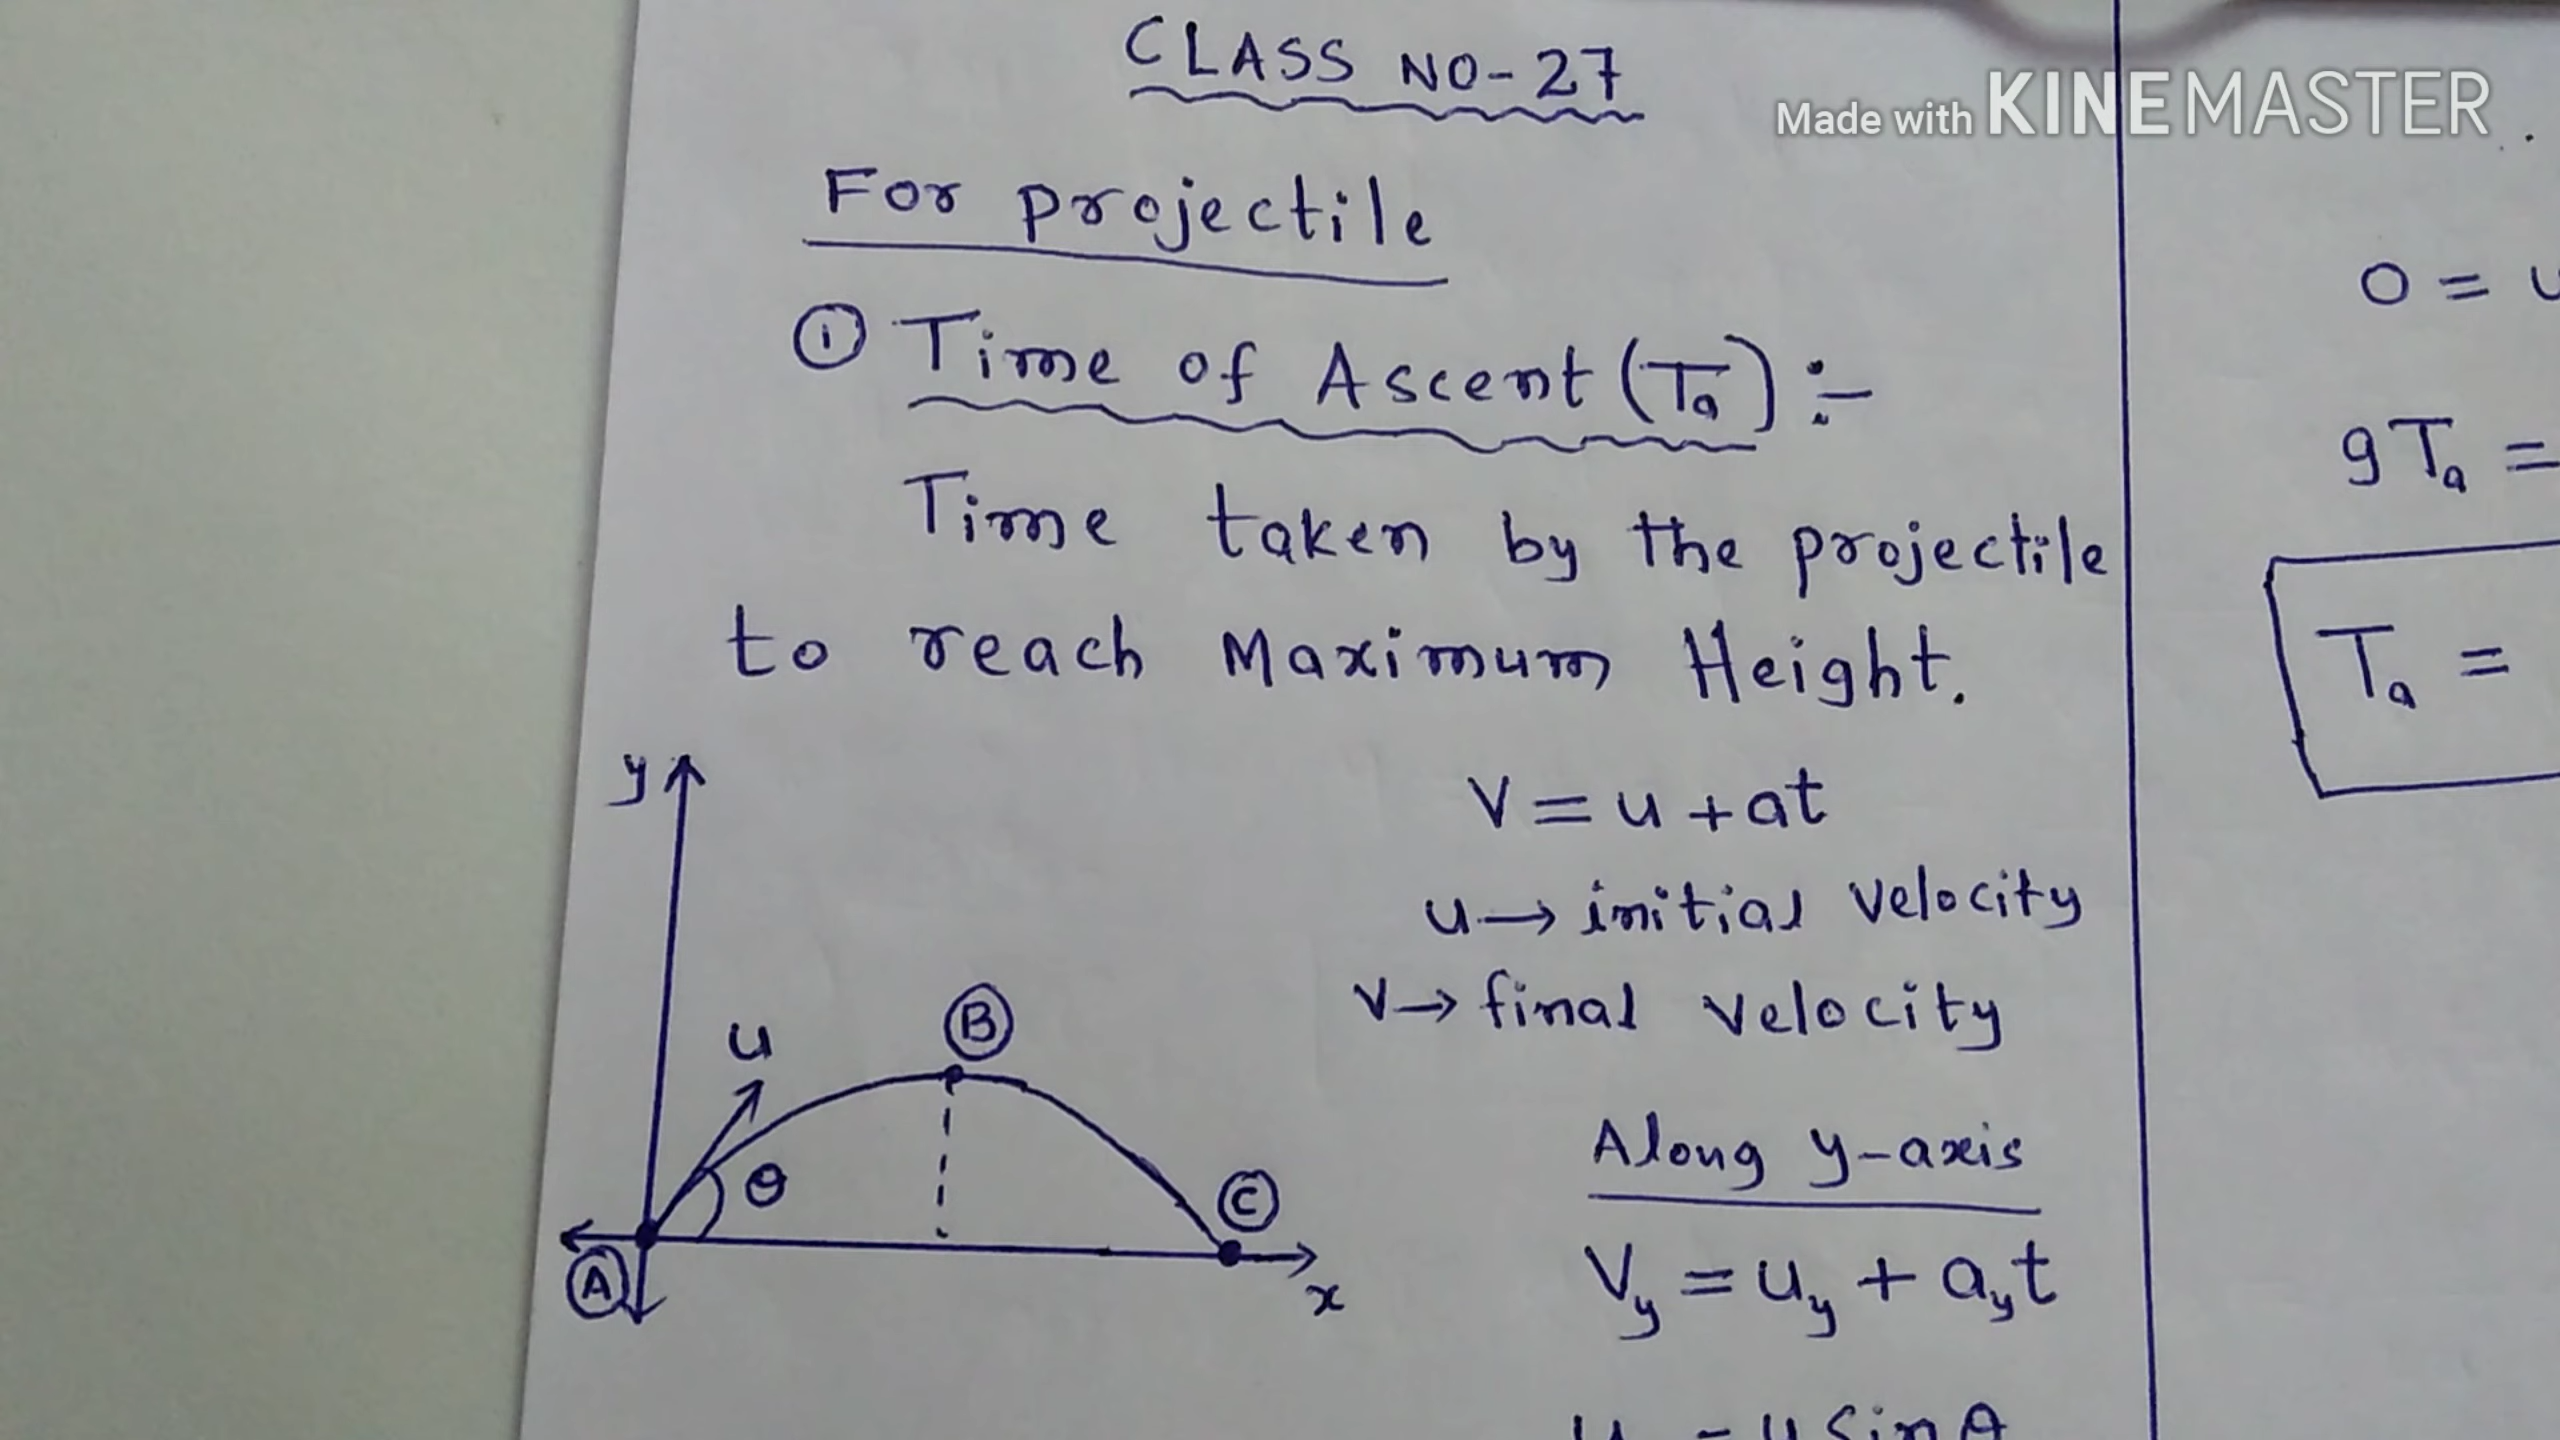 CLASS NO-27
Made with KINEMASTER
For projectile
① Time of Ascent (Ta) :-
Time taken by the projectile
to reach Maximum Height.
y
V = u + at
u → initial velocity
V → final velocity
u
B
θ
A
C
x
Along y-axis
Vy = uy + ayt
= u sin θ
0 = u
gTa =
Ta =